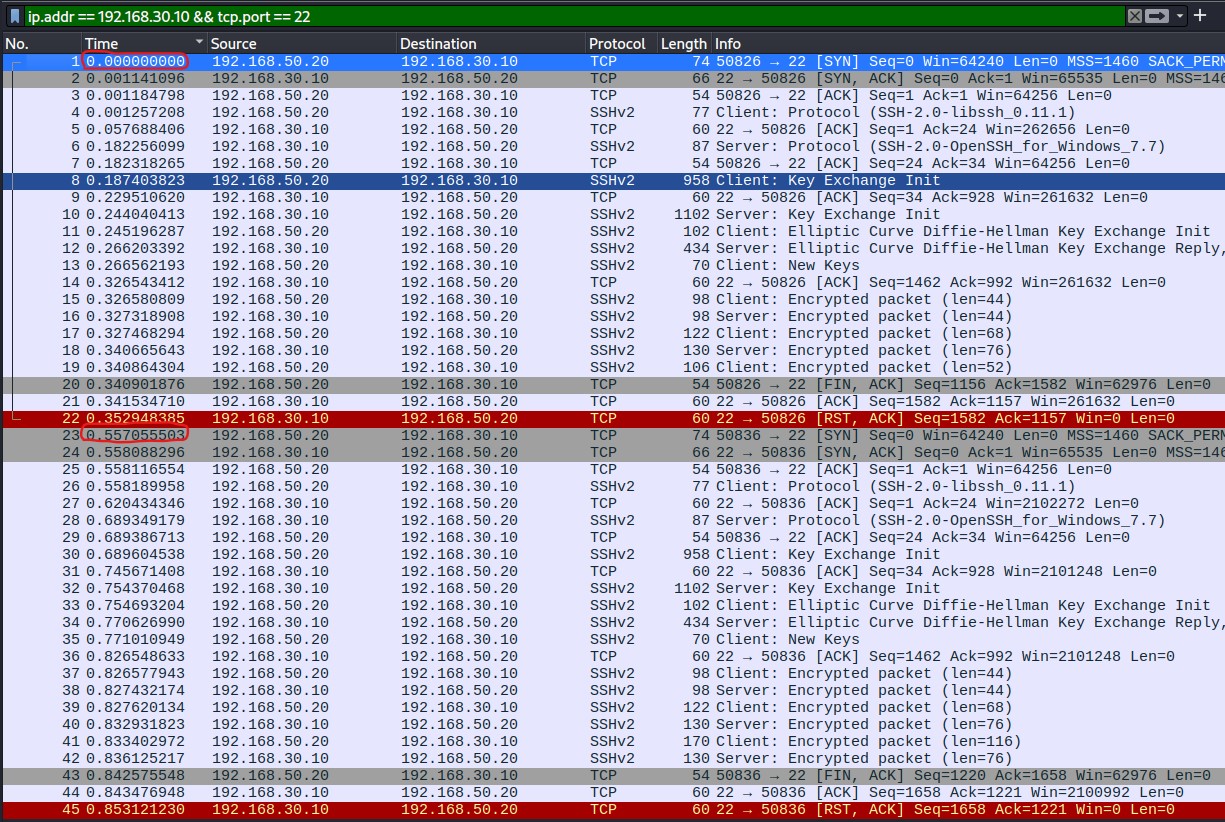 ip.addr == 192.168.30.10 && tcp.port == 22
No. Time Source Destination Protocol Length Info
1 0.000000000 192.168.50.20 192.168.30.10 TCP 74 50826 → 22 [SYN] Seq=0 Win=64240 Len=0 MSS=1460 SACK_PERM
2 0.001141096 192.168.30.10 192.168.50.20 TCP 66 22 → 50826 [SYN, ACK] Seq=0 Ack=1 Win=65535 Len=0 MSS=146
3 0.001184798 192.168.50.20 192.168.30.10 TCP 54 50826 → 22 [ACK] Seq=1 Ack=1 Win=64256 Len=0
4 0.001257208 192.168.50.20 192.168.30.10 SSHv2 77 Client: Protocol (SSH-2.0-libssh_0.11.1)
5 0.057688406 192.168.30.10 192.168.50.20 TCP 60 22 → 50826 [ACK] Seq=1 Ack=24 Win=262656 Len=0
6 0.182256099 192.168.30.10 192.168.50.20 SSHv2 87 Server: Protocol (SSH-2.0-OpenSSH_for_Windows_7.7)
7 0.182318265 192.168.50.20 192.168.30.10 TCP 54 50826 → 22 [ACK] Seq=24 Ack=34 Win=64256 Len=0
8 0.187403823 192.168.50.20 192.168.30.10 SSHv2 958 Client: Key Exchange Init
9 0.229510620 192.168.30.10 192.168.50.20 TCP 60 22 → 50826 [ACK] Seq=34 Ack=928 Win=261632 Len=0
10 0.244040413 192.168.30.10 192.168.50.20 SSHv2 1102 Server: Key Exchange Init
11 0.245196287 192.168.50.20 192.168.30.10 SSHv2 102 Client: Elliptic Curve Diffie-Hellman Key Exchange Init
12 0.266203392 192.168.30.10 192.168.50.20 SSHv2 434 Server: Elliptic Curve Diffie-Hellman Key Exchange Reply,
13 0.266562193 192.168.50.20 192.168.30.10 SSHv2 70 Client: New Keys
14 0.326543412 192.168.30.10 192.168.50.20 TCP 60 22 → 50826 [ACK] Seq=1462 Ack=992 Win=261632 Len=0
15 0.326580809 192.168.50.20 192.168.30.10 SSHv2 98 Client: Encrypted packet (len=44)
16 0.327318908 192.168.30.10 192.168.50.20 SSHv2 98 Server: Encrypted packet (len=44)
17 0.327468294 192.168.50.20 192.168.30.10 SSHv2 122 Client: Encrypted packet (len=68)
18 0.340665643 192.168.30.10 192.168.50.20 SSHv2 130 Server: Encrypted packet (len=76)
19 0.340864304 192.168.50.20 192.168.30.10 SSHv2 106 Client: Encrypted packet (len=52)
20 0.340901876 192.168.50.20 192.168.30.10 TCP 54 50826 → 22 [FIN, ACK] Seq=1156 Ack=1582 Win=62976 Len=0
21 0.341534710 192.168.30.10 192.168.50.20 TCP 60 22 → 50826 [ACK] Seq=1582 Ack=1157 Win=261632 Len=0
22 0.352948385 192.168.30.10 192.168.50.20 TCP 60 22 → 50826 [RST, ACK] Seq=1582 Ack=1157 Win=0 Len=0
23 0.557055503 192.168.50.20 192.168.30.10 TCP 74 50836 → 22 [SYN] Seq=0 Win=64240 Len=0 MSS=1460 SACK_PERM
24 0.558088296 192.168.30.10 192.168.50.20 TCP 66 22 → 50836 [SYN, ACK] Seq=0 Ack=1 Win=65535 Len=0 MSS=146
25 0.558116554 192.168.50.20 192.168.30.10 TCP 54 50836 → 22 [ACK] Seq=1 Ack=1 Win=64256 Len=0
26 0.558189958 192.168.50.20 192.168.30.10 SSHv2 77 Client: Protocol (SSH-2.0-libssh_0.11.1)
27 0.620434346 192.168.30.10 192.168.50.20 TCP 60 22 → 50836 [ACK] Seq=1 Ack=24 Win=2102272 Len=0
28 0.689349179 192.168.30.10 192.168.50.20 SSHv2 87 Server: Protocol (SSH-2.0-OpenSSH_for_Windows_7.7)
29 0.689386713 192.168.50.20 192.168.30.10 TCP 54 50836 → 22 [ACK] Seq=24 Ack=34 Win=64256 Len=0
30 0.689604538 192.168.50.20 192.168.30.10 SSHv2 958 Client: Key Exchange Init
31 0.745671408 192.168.30.10 192.168.50.20 TCP 60 22 → 50836 [ACK] Seq=34 Ack=928 Win=2101248 Len=0
32 0.754370468 192.168.30.10 192.168.50.20 SSHv2 1102 Server: Key Exchange Init
33 0.754693204 192.168.50.20 192.168.30.10 SSHv2 102 Client: Elliptic Curve Diffie-Hellman Key Exchange Init
34 0.770626990 192.168.30.10 192.168.50.20 SSHv2 434 Server: Elliptic Curve Diffie-Hellman Key Exchange Reply,
35 0.771010949 192.168.50.20 192.168.30.10 SSHv2 70 Client: New Keys
36 0.826548633 192.168.30.10 192.168.50.20 TCP 60 22 → 50836 [ACK] Seq=1462 Ack=992 Win=2101248 Len=0
37 0.826577943 192.168.50.20 192.168.30.10 SSHv2 98 Client: Encrypted packet (len=44)
38 0.827432174 192.168.30.10 192.168.50.20 SSHv2 98 Server: Encrypted packet (len=44)
39 0.827620134 192.168.50.20 192.168.30.10 SSHv2 122 Client: Encrypted packet (len=68)
40 0.832931823 192.168.30.10 192.168.50.20 SSHv2 130 Server: Encrypted packet (len=76)
41 0.833402972 192.168.50.20 192.168.30.10 SSHv2 170 Client: Encrypted packet (len=116)
42 0.836125217 192.168.30.10 192.168.50.20 SSHv2 130 Server: Encrypted packet (len=76)
43 0.842575548 192.168.50.20 192.168.30.10 TCP 54 50836 → 22 [FIN, ACK] Seq=1220 Ack=1658 Win=62976 Len=0
44 0.843476948 192.168.30.10 192.168.50.20 TCP 60 22 → 50836 [ACK] Seq=1658 Ack=1221 Win=2100992 Len=0
45 0.853121230 192.168.30.10 192.168.50.20 TCP 60 22 → 50836 [RST, ACK] Seq=1658 Ack=1221 Win=0 Len=0